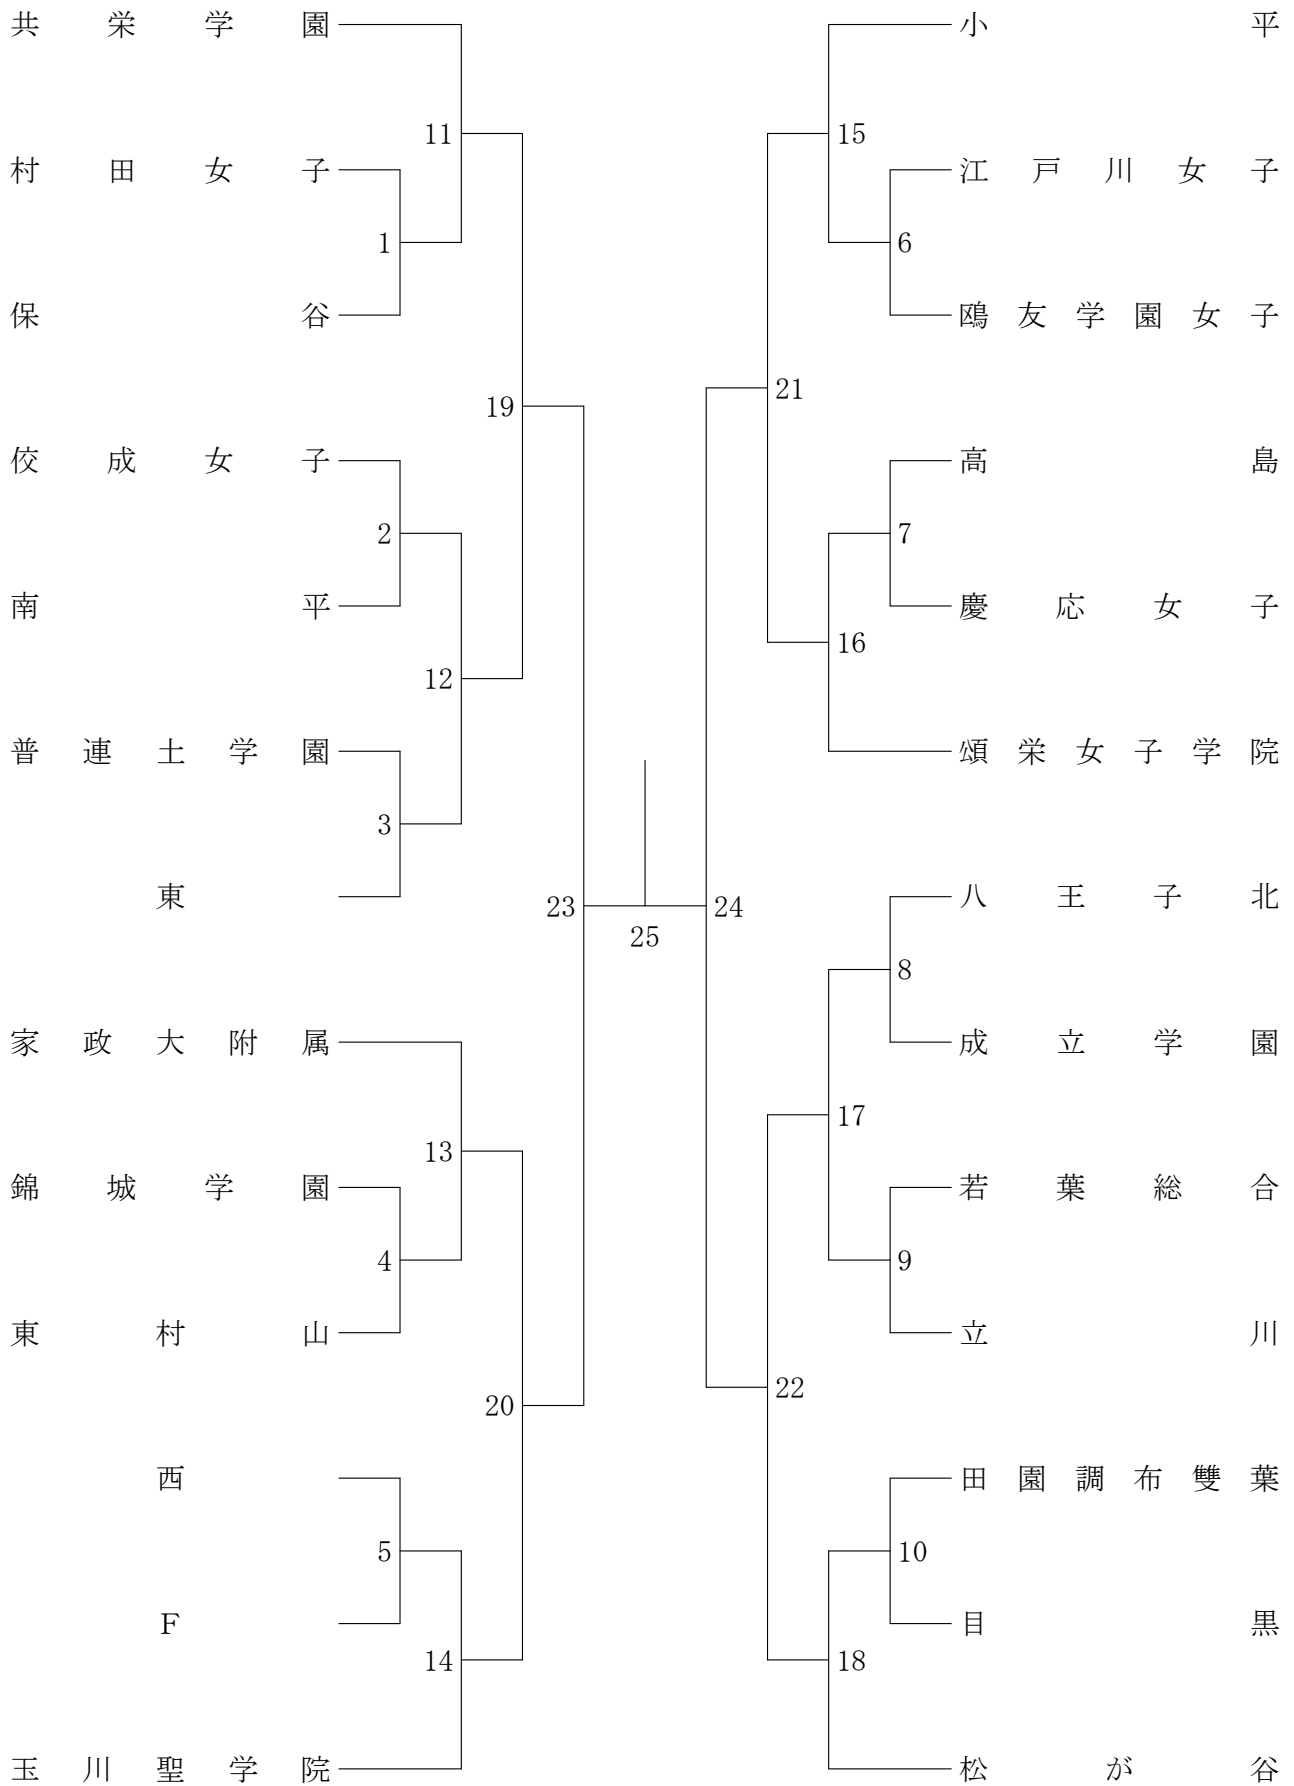 共栄学園
11
村田女子
1
保谷
19
佼成女子
2
南平
12
普連土学園
3
東
23
25
家政大附属
13
錦城学園
4
東村山
20
西
5
F
14
玉川聖学院
小平
15
江戸川女子
6
鴎友学園女子
21
高島
7
慶応女子
16
頌栄女子学院
八王子北
24
8
成立学園
17
若葉総合
9
立川
22
田園調布雙葉
10
目黒
18
松が谷